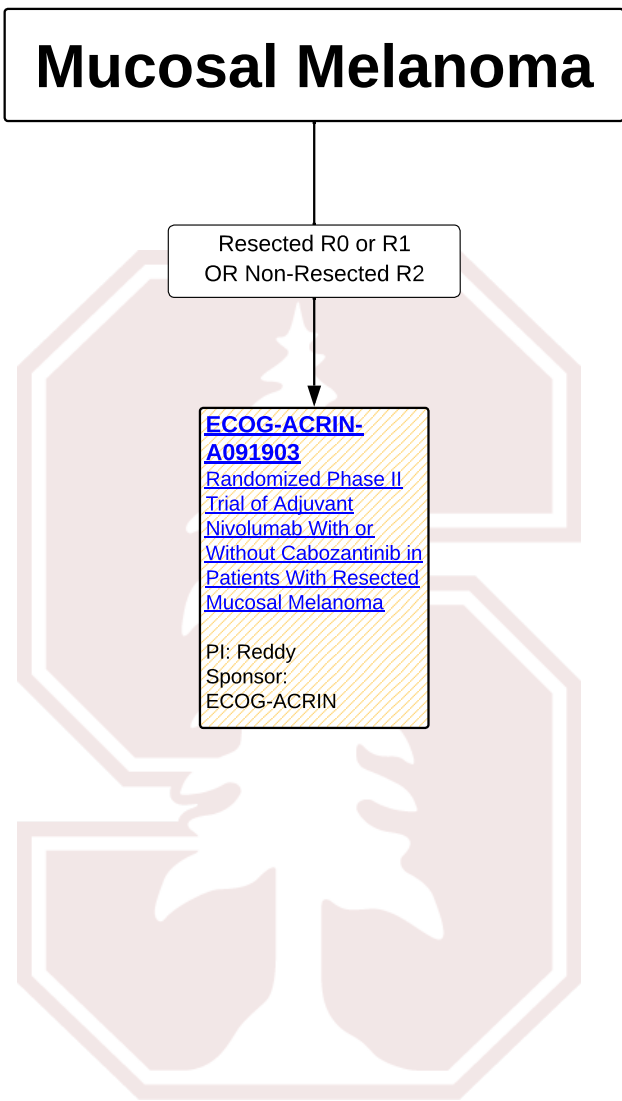 Mucosal Melanoma
Resected R0 or R1
OR Non-Resected R2
ECOG-ACRIN-
A091903
Randomized Phase II
Trial of Adjuvant
Nivolumab With or
Without Cabozantinib in
Patients With Resected
Mucosal Melanoma
PI: Reddy
Sponsor:
ECOG-ACRIN